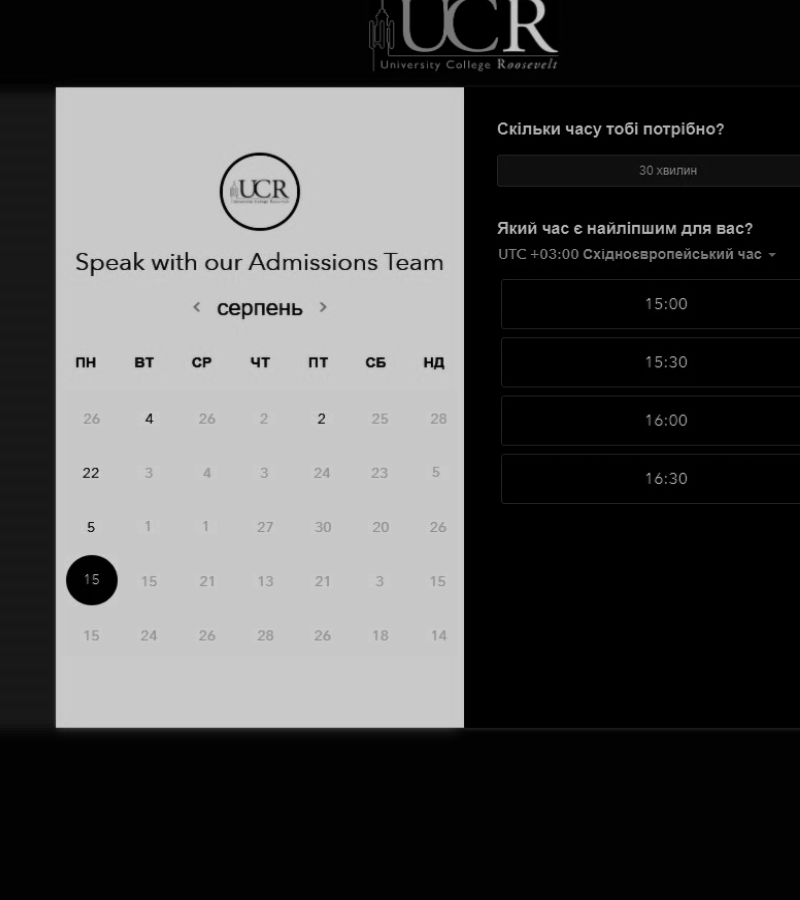 UCR
University College Roosevelt
UCR
Speak with our Admissions Team
серпень
ПН ВТ СР ЧТ ПТ СБ НД
26 4 26 2 2 25 28
22 3 4 3 24 23 5
5 1 1 27 30 20 26
15 15 21 13 21 3 15
15 24 26 28 26 18 14
Скільки часу тобі потрібно?
30 хвилин
Який час є найліпшим для вас?
UTC +03:00 Східноєвропейський час
15:00
15:30
16:00
16:30